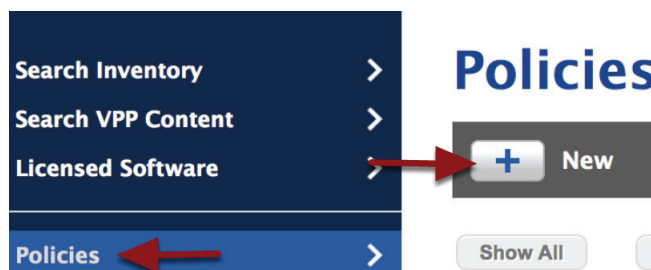 Search Inventory
Search VPP Content
Licensed Software
Policies
Policies
+ New
Show All